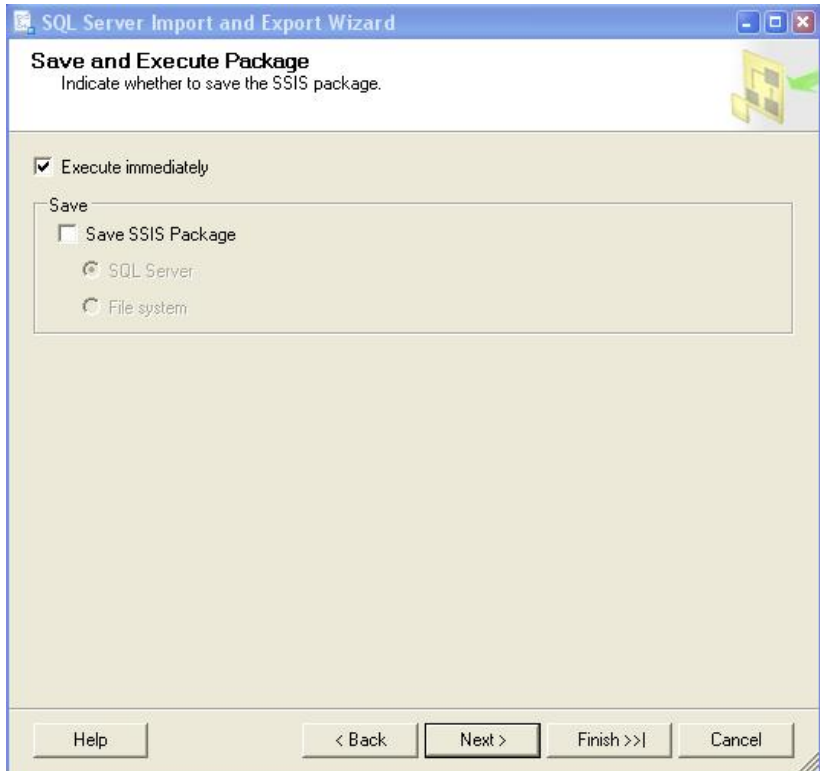 SQL Server Import and Export Wizard
Save and Execute Package
Indicate whether to save the SSIS package.
Execute immediately
Save
Save SSIS Package
SQL Server
File system
Help
< Back
Next >
Finish >>|
Cancel